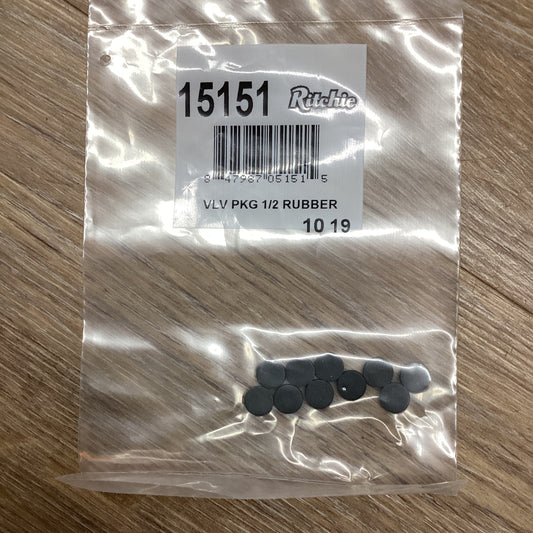 15151 Ritchie
8 47987 05151 5
VLV PKG 1/2 RUBBER
10 19